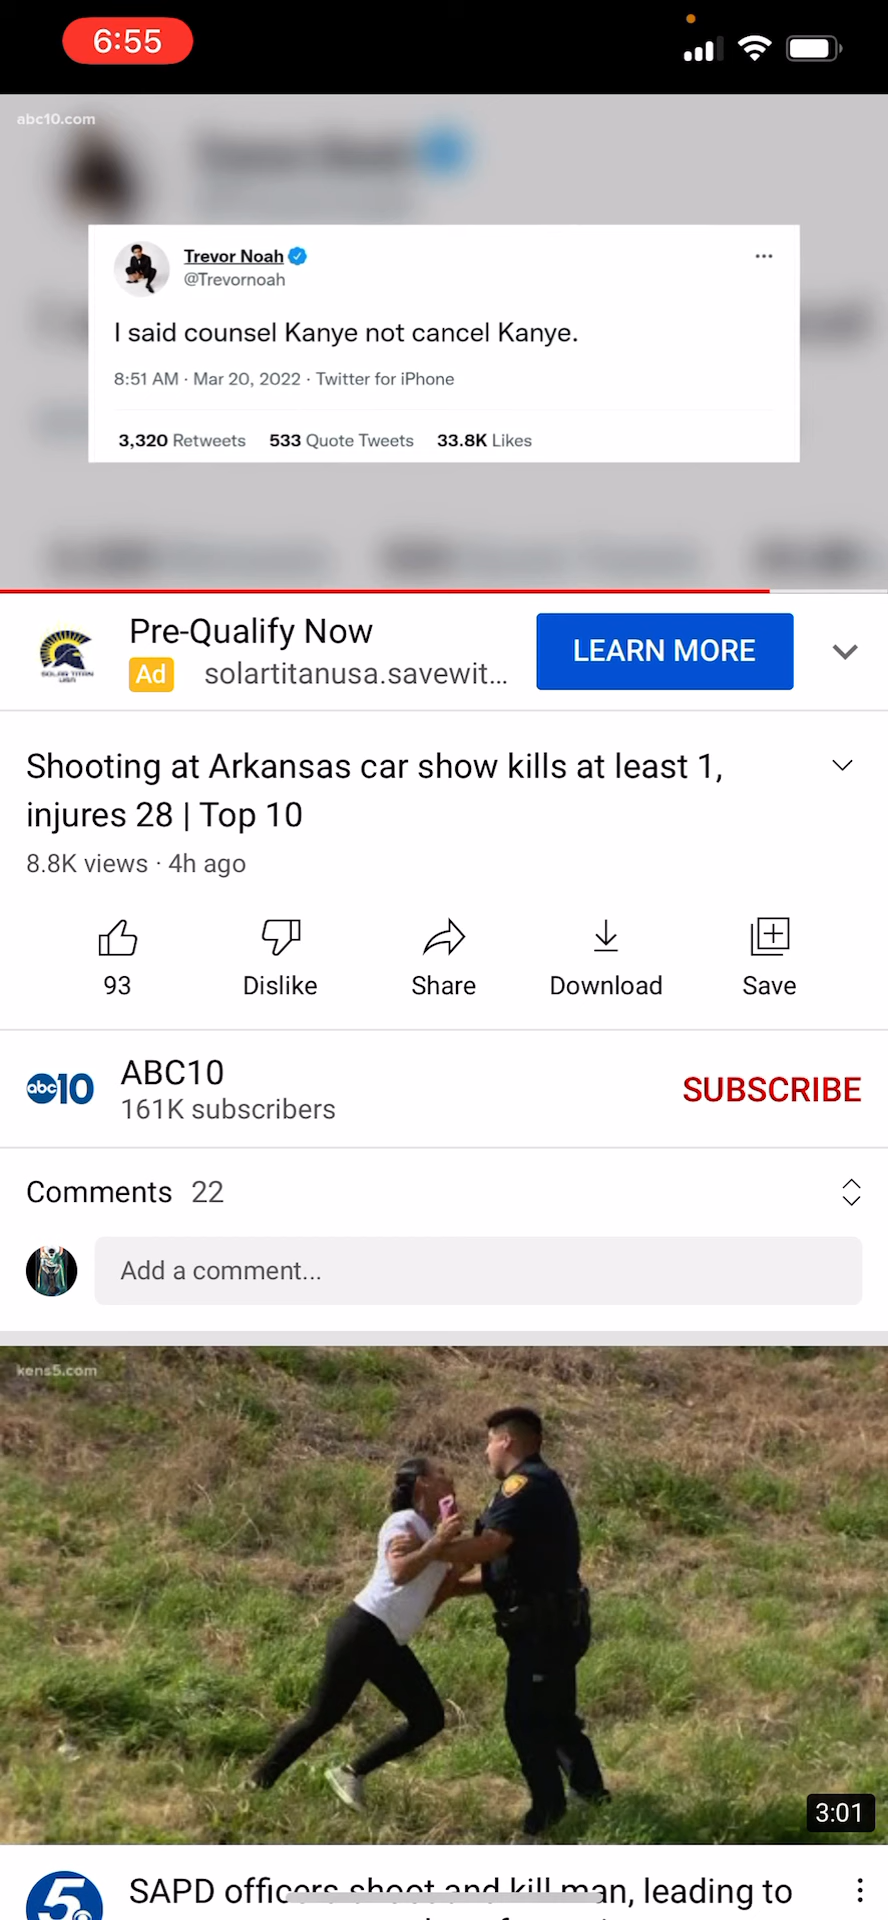 6:55
abc10.com
Trevor Noah
@Trevornoah
I said counsel Kanye not cancel Kanye.
8:51 AM · Mar 20, 2022 · Twitter for iPhone
3,320 Retweets 533 Quote Tweets 33.8K Likes
Pre-Qualify Now
Ad solartitanusa.savewit...
LEARN MORE
SOLAR TITAN
USA
Shooting at Arkansas car show kills at least 1,
injures 28 | Top 10
8.8K views · 4h ago
93 Dislike Share Download Save
abc10
ABC10
161K subscribers
SUBSCRIBE
Comments 22
Add a comment...
kens5.com
3:01
5
SAPD officers shoot and kill man, leading to